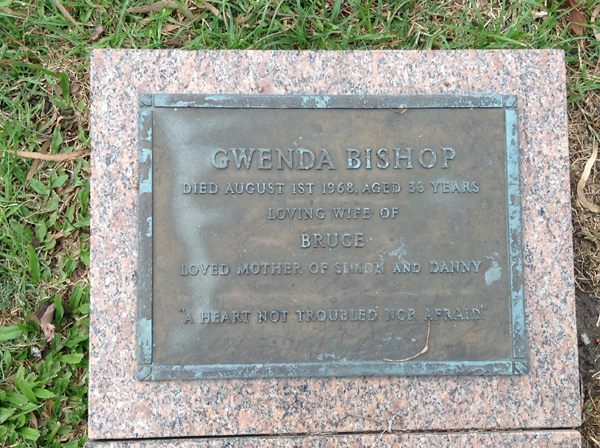 GWENDA BISHOP
DIED AUGUST 1ST 1968. AGED 38 YEARS
LOVING WIFE OF
BRUCE
LOVED MOTHER OF SIMON AND DANNY
"A HEART NOT TROUBLED NOR AFRAID"